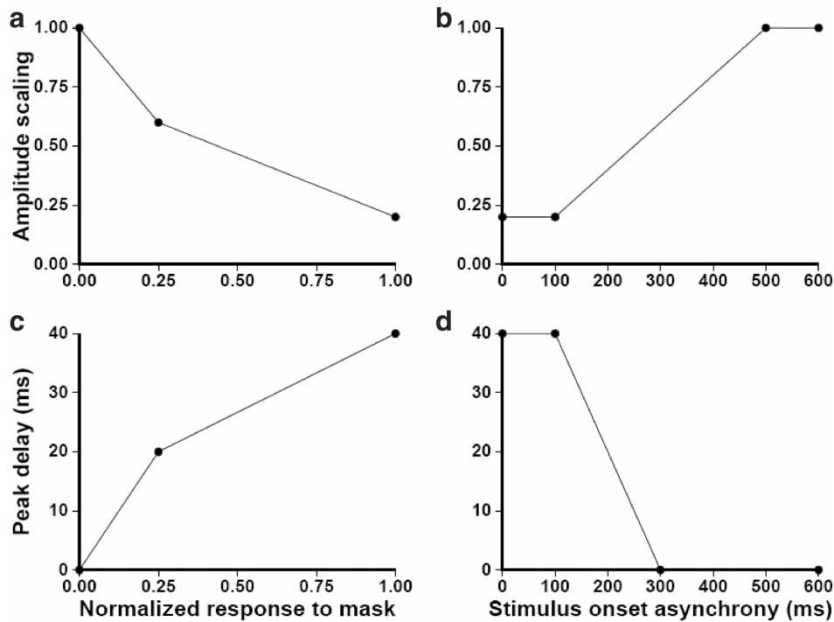 a
b
Amplitude scaling
1.00
0.75
0.50
0.25
0.00
0.00 0.25 0.50 0.75 1.00
1.00
0.75
0.50
0.25
0.00
0 100 200 300 400 500 600
c
d
Peak delay (ms)
40
30
20
10
0
0.00 0.25 0.50 0.75 1.00
Normalized response to mask
40
30
20
10
0
0 100 200 300 400 500 600
Stimulus onset asynchrony (ms)